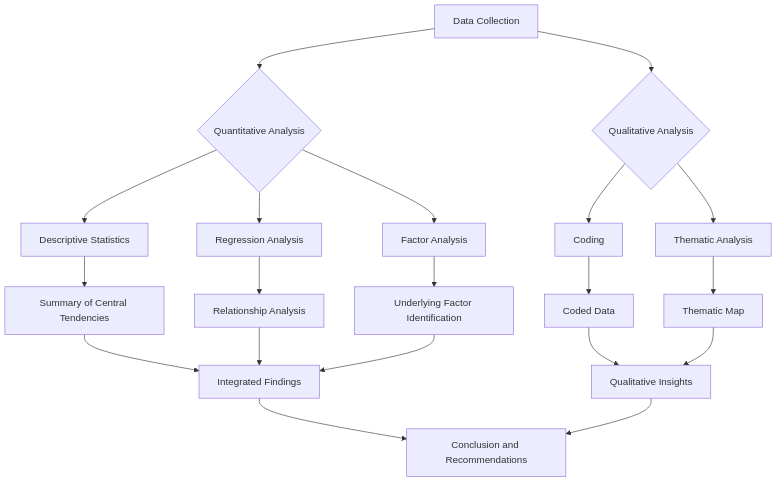 Data Collection
Quantitative Analysis
Qualitative Analysis
Descriptive Statistics
Regression Analysis
Factor Analysis
Coding
Thematic Analysis
Summary of Central
Tendencies
Relationship Analysis
Underlying Factor
Identification
Coded Data
Thematic Map
Integrated Findings
Qualitative Insights
Conclusion and
Recommendations